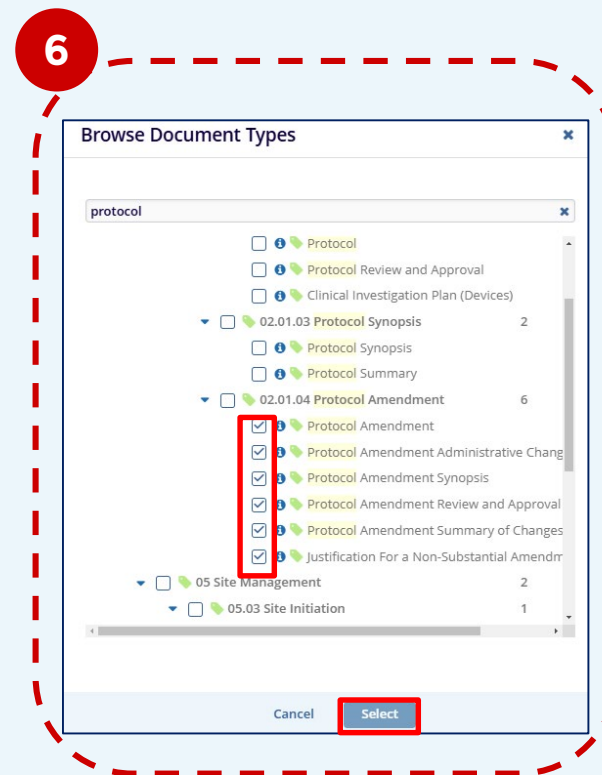 6
Browse Document Types
protocol
Protocol
Protocol Review and Approval
Clinical Investigation Plan (Devices)
02.01.03 Protocol Synopsis 2
Protocol Synopsis
Protocol Summary
02.01.04 Protocol Amendment 6
Protocol Amendment
Protocol Amendment Administrative Chang
Protocol Amendment Synopsis
Protocol Amendment Review and Approval
Protocol Amendment Summary of Changes
Justification For a Non-Substantial Amendm
05 Site Management 2
05.03 Site Initiation 1
Cancel Select